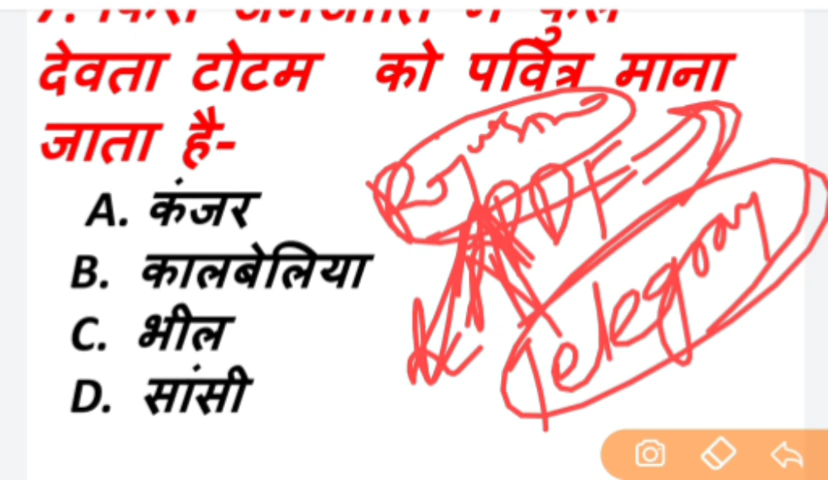 देवता टोटम को पवित्र माना
जाता है-
A. कंजर
B. कालबेलिया
C. भील
D. सांसी
PDF
Telegram